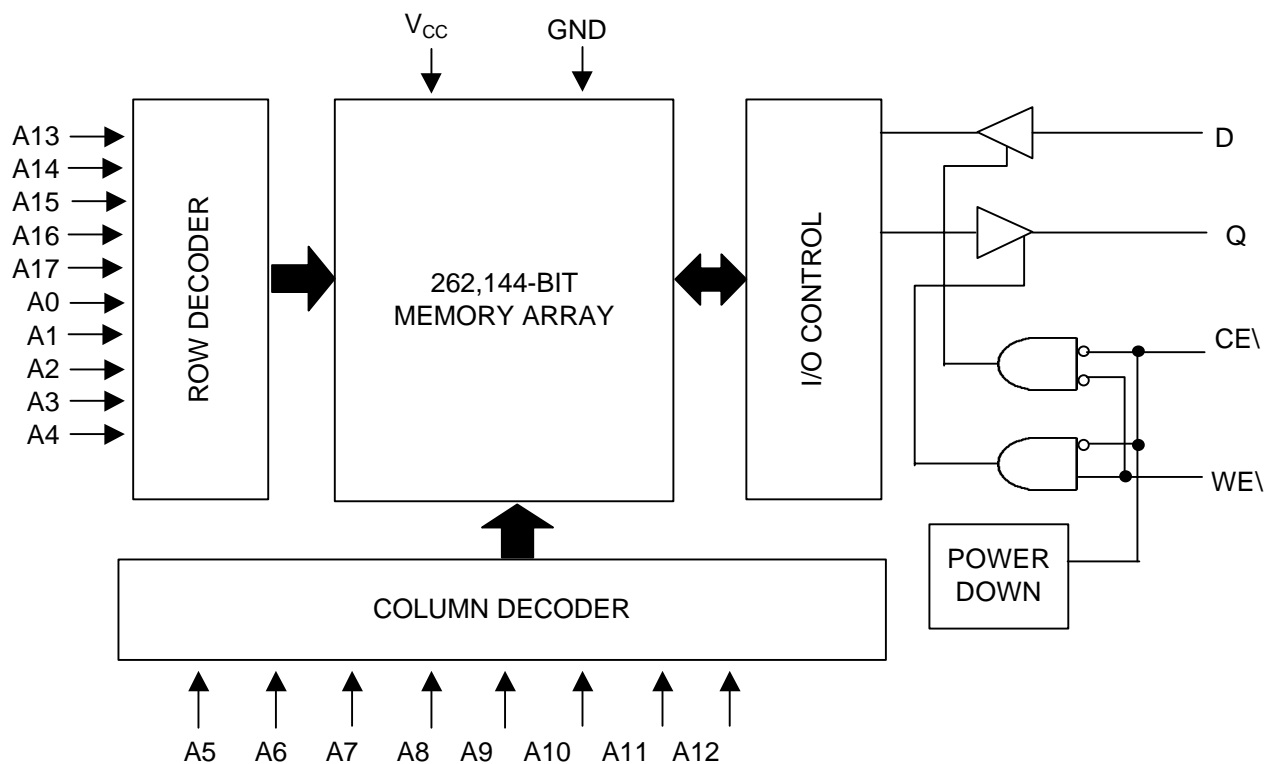 V_CC
GND
A13
A14
A15
A16
A17
A0
A1
A2
A3
A4
ROW DECODER
262,144-BIT
MEMORY ARRAY
I/O CONTROL
D
Q
CE\
WE\
POWER
DOWN
COLUMN DECODER
A5 A6 A7 A8 A9 A10 A11 A12